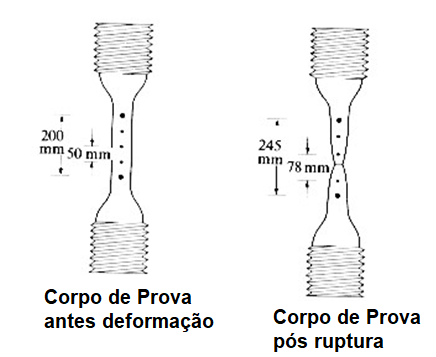 200
mm
50 mm
Corpo de Prova
antes deformação
245
mm
78 mm
Corpo de Prova
pós ruptura